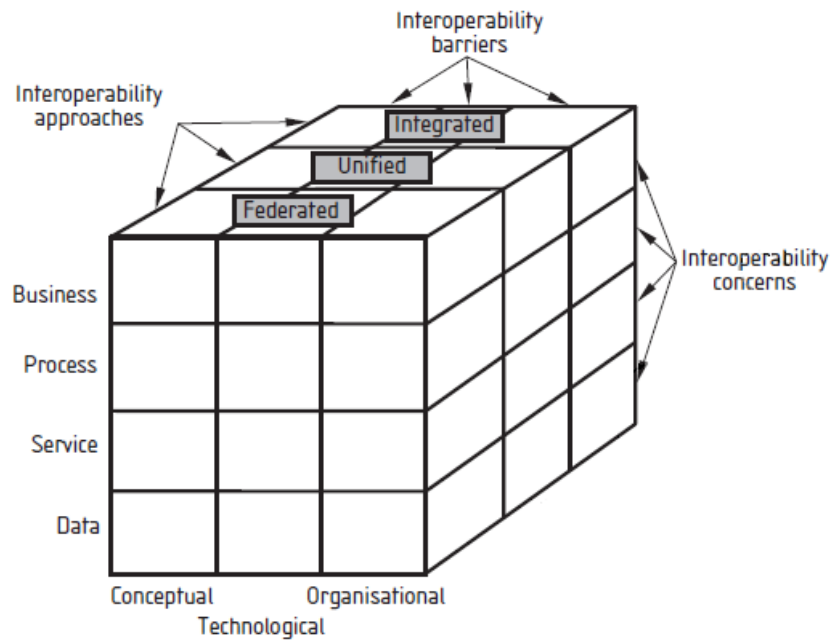 Interoperability
barriers
Interoperability
approaches
Integrated
Unified
Federated
Interoperability
concerns
Business
Process
Service
Data
Conceptual
Organisational
Technological